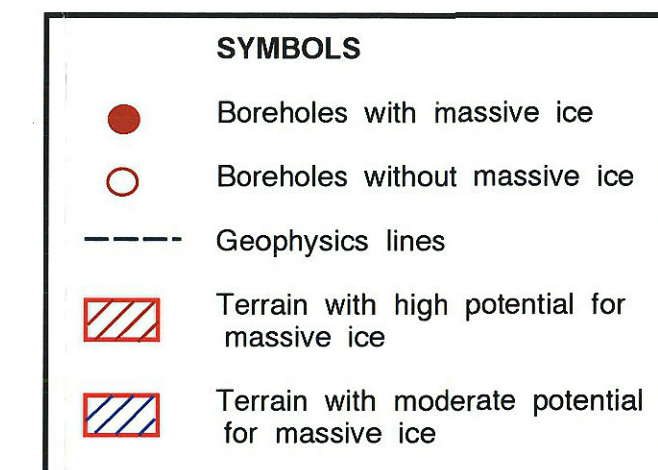 SYMBOLS
Boreholes with massive ice
Boreholes without massive ice
Geophysics lines
Terrain with high potential for
massive ice
Terrain with moderate potential
for massive ice